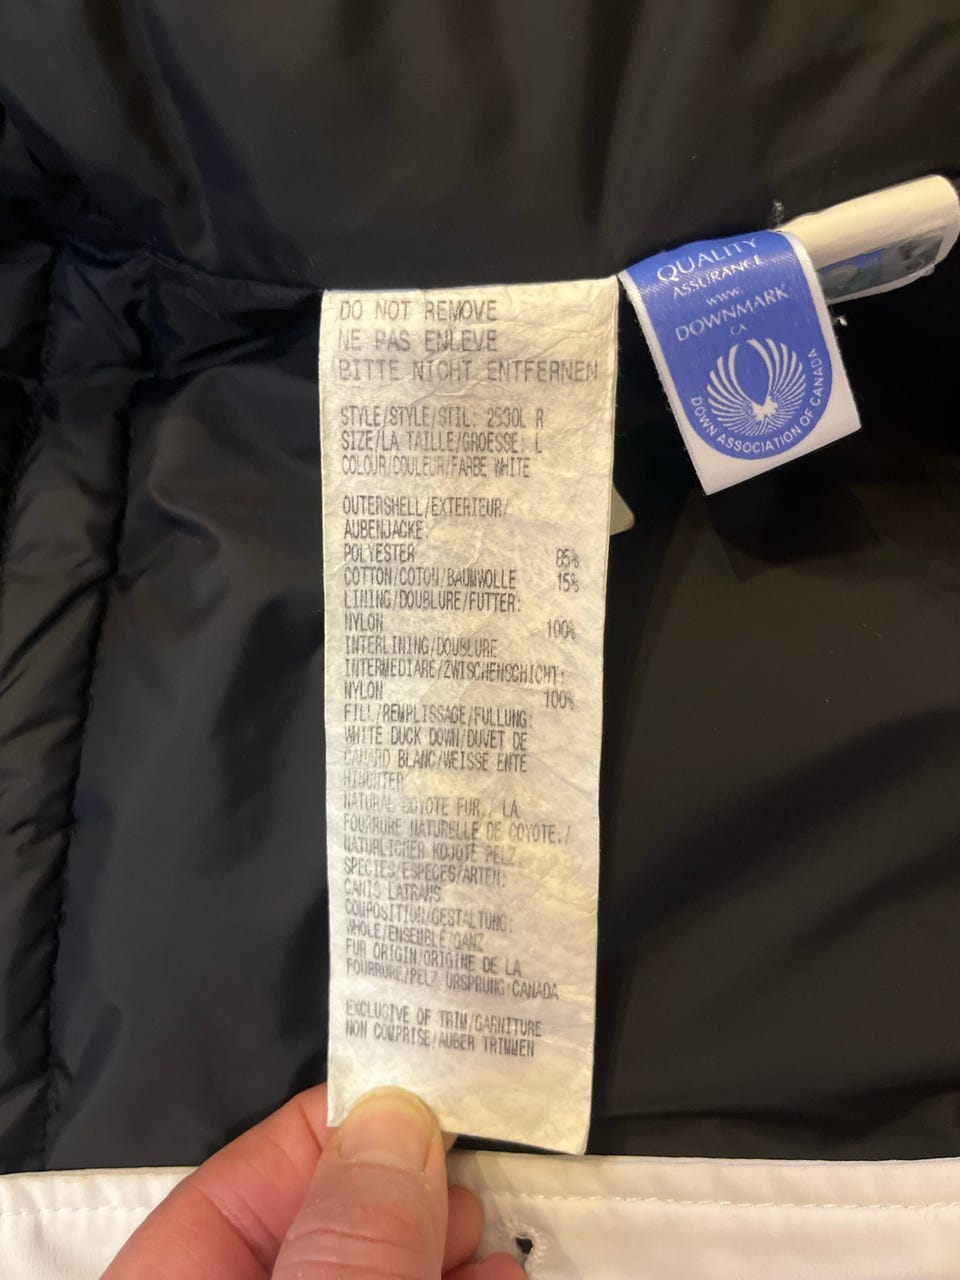 DO NOT REMOVE
NE PAS ENLEVE
BITTE NICHT ENTFERNEN
STYLE/STYLE/STIL: 2530L R
SIZE/LA TAILLE/GROESSE: L
COLOUR/COULEUR/FARBE WHITE
OUTERSHELL/EXTERIEUR/
AUBENJACKE:
POLYESTER 85%
COTTON/COTON/BAUMWOLLE 15%
LINING/DOUBLURE/FUTTER:
NYLON 100%
INTERLINING/DOUBLURE
INTERMEDIARE/ZWISCHENSCHICHT:
NYLON 100%
FILL/REMPLISSAGE/FULLUNG:
WHITE DUCK DOWN/DUVET DE
CANARD BLANC/WEISSE ENTE
NATURAL COYOTE FUR./ LA
FOURRURE NATURELLE DE COYOTE./
NATURLICHER KOJOTE PELZ
SPECIES/ESPECES/ARTEN:
CANIS LATRANS
COMPOSITION/GESTALTUNG:
WHOLE/ENSEMBLE/GANZ
FUR ORIGIN/ORIGINE DE LA
FOURRURE/PELZ URSPRUNG:CANADA
EXCLUSIVE OF TRIM/GARNITURE
NON COMPRISE/AUBER TRIMMEN
QUALITY
ASSURANCE
www.
DOWNMARK
.CA
DOWN ASSOCIATION OF CANADA